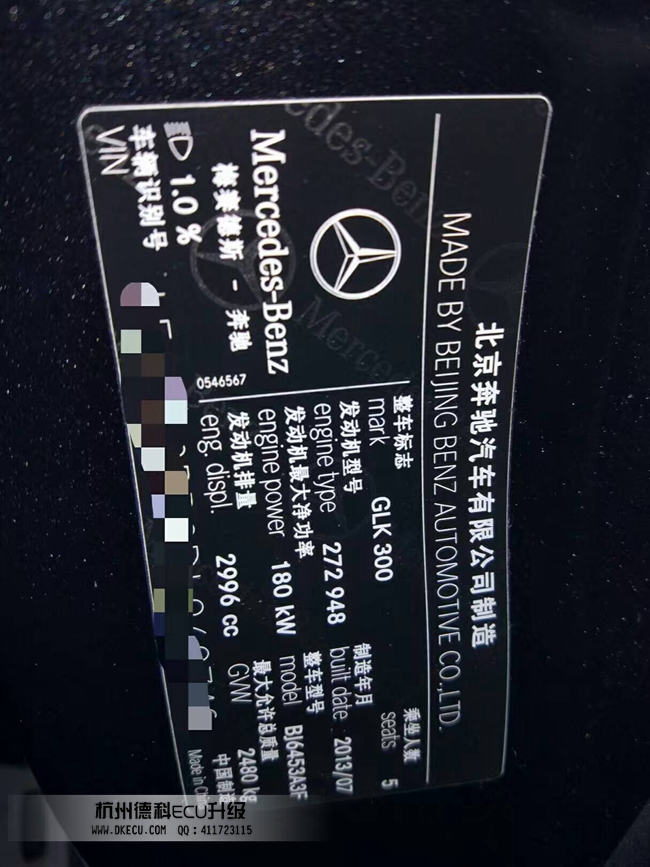 北京奔驰汽车有限公司制造
MADE BY BEIJING BENZ AUTOMOTIVE CO.,LTD.
Mercedes-Benz
梅赛德斯 - 奔驰
1.0 %
0546567
整车标志
mark GLK 300
乘坐人数
seats 5
发动机型号
engine type 272 948
制造年月
built date 2013/07
发动机最大净功率
engine power 180 kW
整车型号
model BJ6453A3F
发动机排量
eng. displ. 2996 cc
最大允许总质量
GVW 2480 kg
车辆识别号
VIN
中国制造
Made in
杭州德科ECU升级
WWW.DKECU.COM QQ:411723115